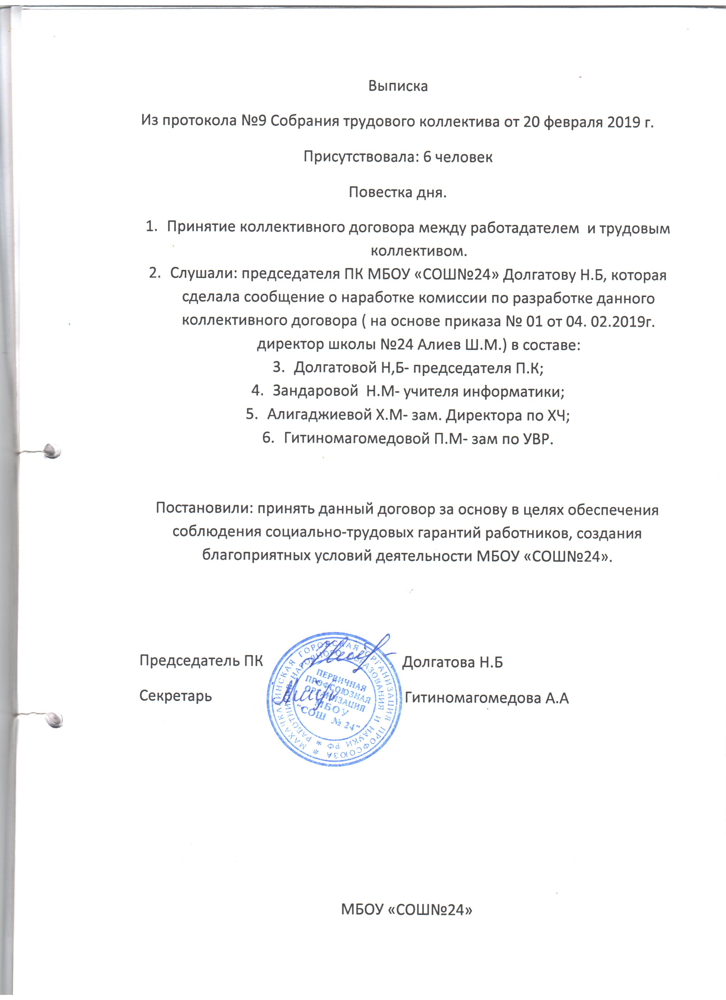 Выписка
Из протокола №9 Собрания трудового коллектива от 20 февраля 2019 г.
Присутствовала: 6 человек
Повестка дня.
1. Принятие коллективного договора между работадателем и трудовым
коллективом.
2. Слушали: председателя ПК МБОУ «СОШ№24» Долгатову Н.Б, которая
сделала сообщение о наработке комиссии по разработке данного
коллективного договора ( на основе приказа № 01 от 04. 02.2019г.
директор школы №24 Алиев Ш.М.) в составе:
3. Долгатовой Н,Б- председателя П.К;
4. Зандаровой Н.М- учителя информатики;
5. Алигаджиевой Х.М- зам. Директора по ХЧ;
6. Гитиномагомедовой П.М- зам по УВР.
Постановили: принять данный договор за основу в целях обеспечения
соблюдения социально-трудовых гарантий работников, создания
благоприятных условий деятельности МБОУ «СОШ№24».
Председатель ПК Долгатова Н.Б
Секретарь Гитиномагомедова А.А
МАХАЧКАЛИНСКАЯ ГОРОДСКАЯ ОРГАНИЗАЦИЯ ПРОФСОЮЗА *
РАБОТНИКОВ НАРОДНОГО ОБРАЗОВАНИЯ И НАУКИ РФ *
ПЕРВИЧНАЯ
ПРОФСОЮЗНАЯ
ОРГАНИЗАЦИЯ
МБОУ
"СОШ № 24"
МБОУ «СОШ№24»